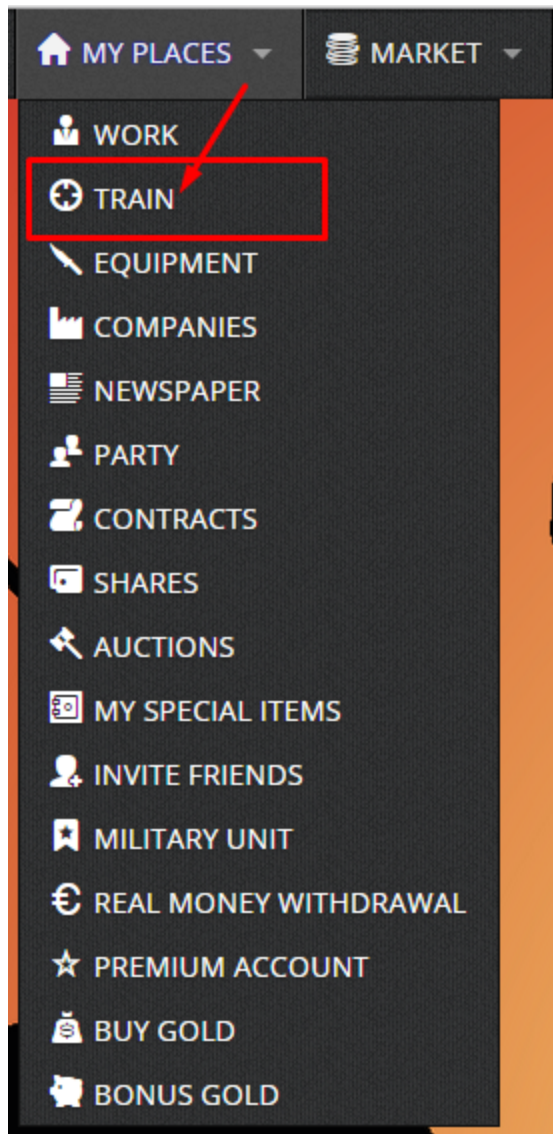 MY PLACES MARKET
WORK
TRAIN
EQUIPMENT
COMPANIES
NEWSPAPER
PARTY
CONTRACTS
SHARES
AUCTIONS
MY SPECIAL ITEMS
INVITE FRIENDS
MILITARY UNIT
REAL MONEY WITHDRAWAL
PREMIUM ACCOUNT
BUY GOLD
BONUS GOLD